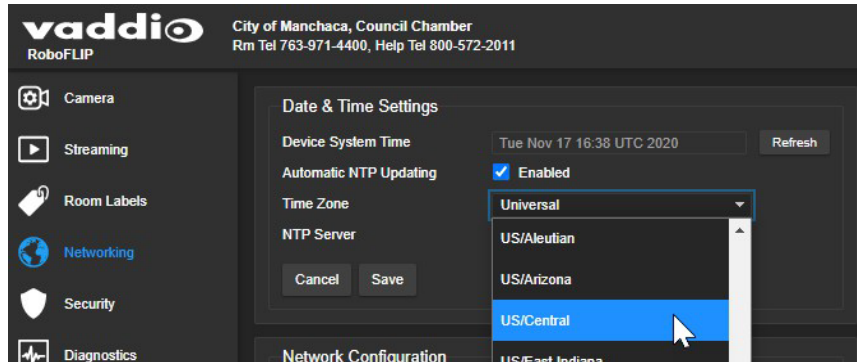 vaddio
RoboFLIP
City of Manchaca, Council Chamber
Rm Tel 763-971-4400, Help Tel 800-572-2011
Camera
Streaming
Room Labels
Networking
Security
Diagnostics
Date & Time Settings
Device System Time Tue Nov 17 16:38 UTC 2020 Refresh
Automatic NTP Updating Enabled
Time Zone Universal
NTP Server
US/Aleutian
US/Arizona
US/Central
US/East Indiana
Cancel Save
Network Configuration